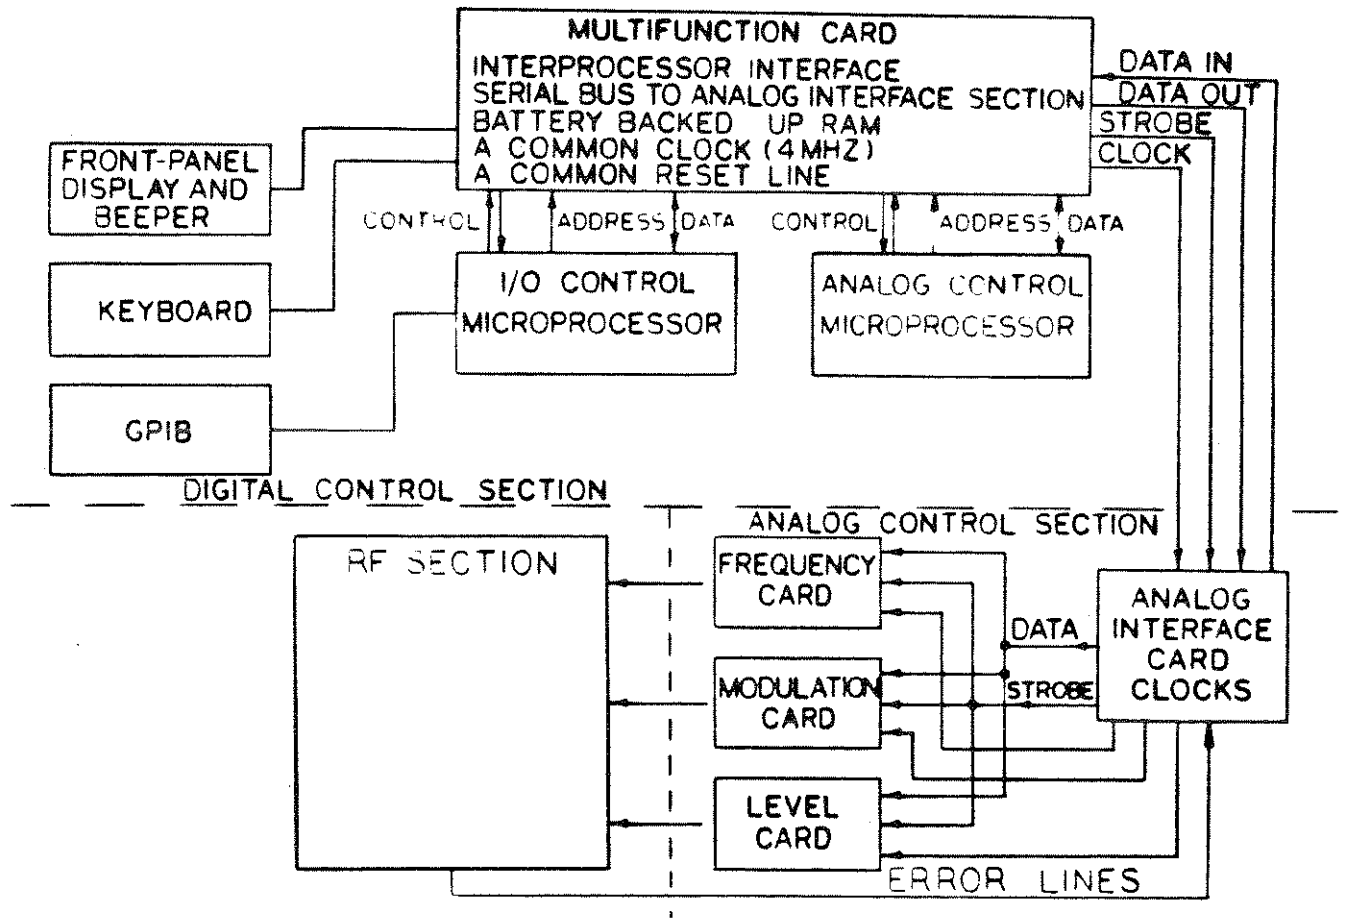 MULTIFUNCTION CARD
INTERPROCESSOR INTERFACE
SERIAL BUS TO ANALOG INTERFACE SECTION
BATTERY BACKED UP RAM
A COMMON CLOCK (4MHZ)
A COMMON RESET LINE
DATA IN
DATA OUT
STROBE
CLOCK
FRONT-PANEL
DISPLAY AND
BEEPER
CONTROL
ADDRESS
DATA
CONTROL
ADDRESS
DATA
KEYBOARD
I/O CONTROL
MICROPROCESSOR
ANALOG CONTROL
MICROPROCESSOR
GPIB
DIGITAL CONTROL SECTION
ANALOG CONTROL SECTION
RF SECTION
FREQUENCY
CARD
MODULATION
CARD
LEVEL
CARD
DATA
STROBE
ANALOG
INTERFACE
CARD
CLOCKS
ERROR LINES